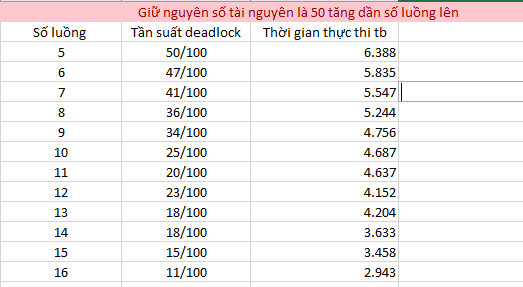 Giữ nguyên số tài nguyên là 50 tăng dần số luồng lên
Số luồng Tần suất deadlock Thời gian thực thi tb
5 50/100 6.388
6 47/100 5.835
7 41/100 5.547
8 36/100 5.244
9 34/100 4.756
10 25/100 4.687
11 20/100 4.637
12 23/100 4.152
13 18/100 4.204
14 18/100 3.633
15 15/100 3.458
16 11/100 2.943